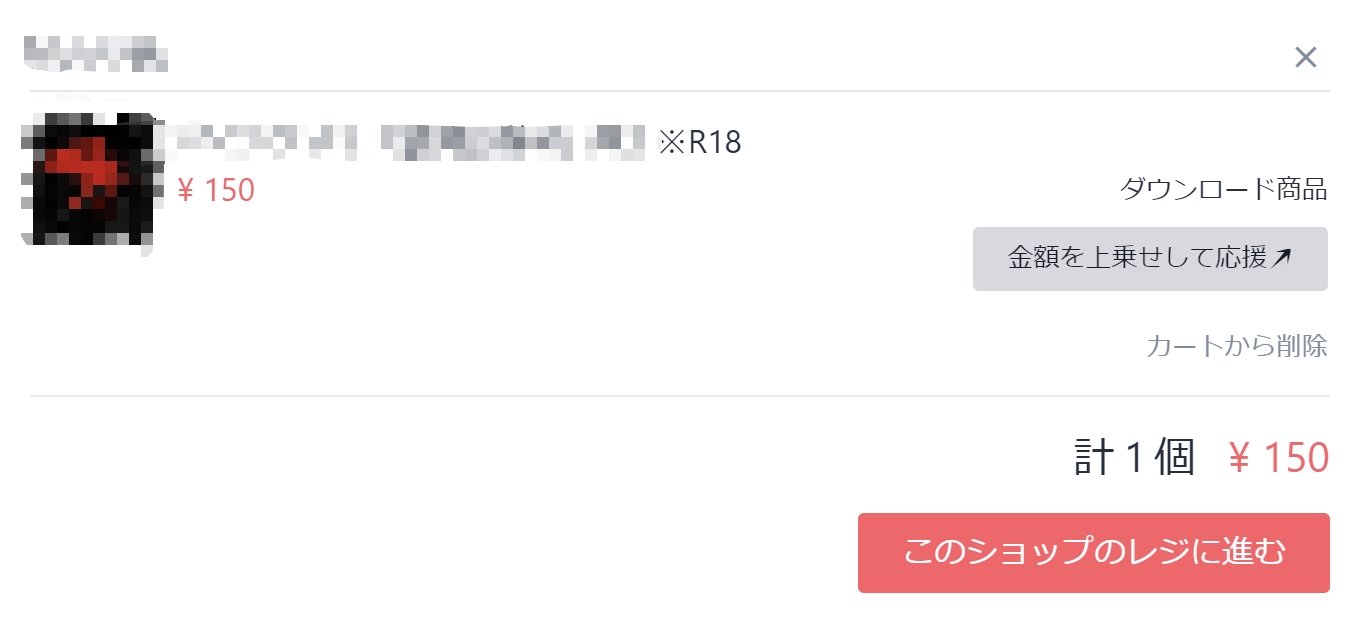 ※R18
¥ 150
ダウンロード商品
金額を上乗せして応援↗
カートから削除
計 1 個 ¥ 150
このショップのレジに進む